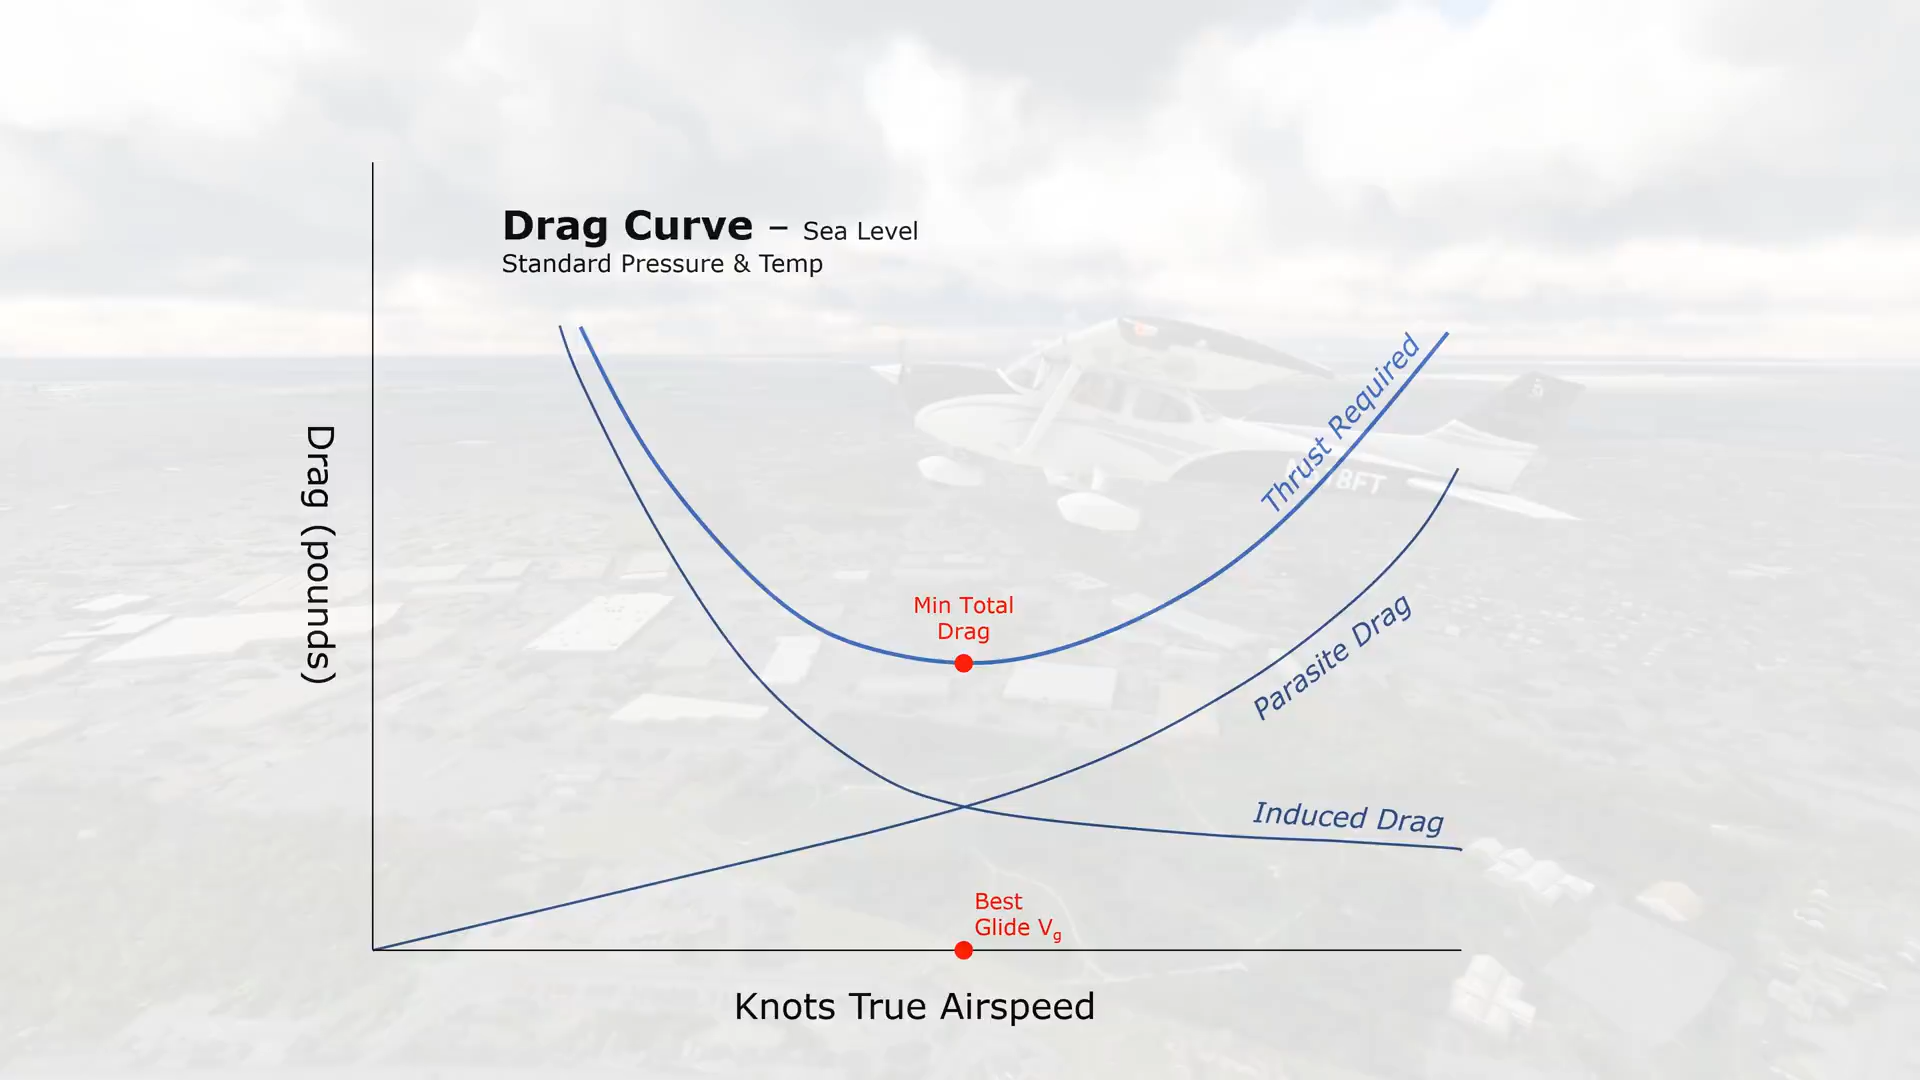 Drag Curve – Sea Level
Standard Pressure & Temp
Drag (pounds)
Thrust Required
8FT
Min Total
Drag
Parasite Drag
Induced Drag
Best
Glide Vg
Knots True Airspeed